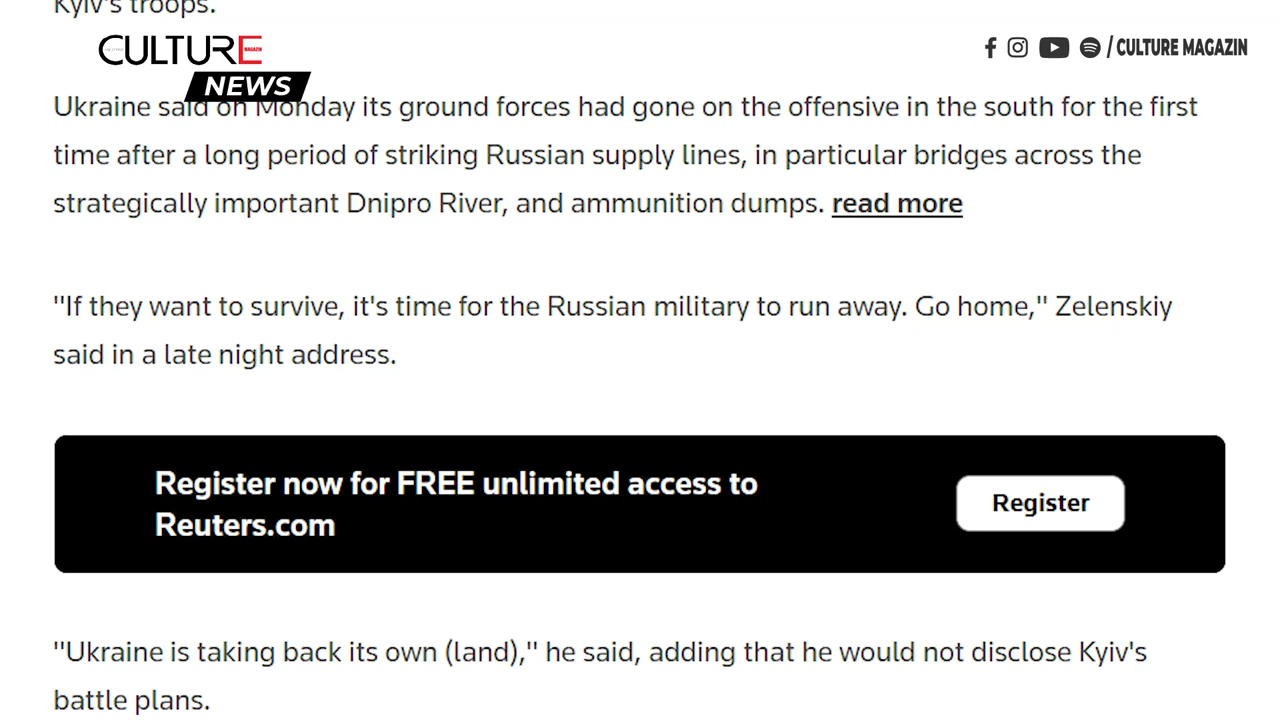 Kyiv's troops.
CULTURE MAGAZIN
NEWS
/ CULTURE MAGAZIN
Ukraine said on Monday its ground forces had gone on the offensive in the south for the first
time after a long period of striking Russian supply lines, in particular bridges across the
strategically important Dnipro River, and ammunition dumps. read more
"If they want to survive, it's time for the Russian military to run away. Go home," Zelenskiy
said in a late night address.
Register now for FREE unlimited access to
Reuters.com
Register
"Ukraine is taking back its own (land)," he said, adding that he would not disclose Kyiv's
battle plans.